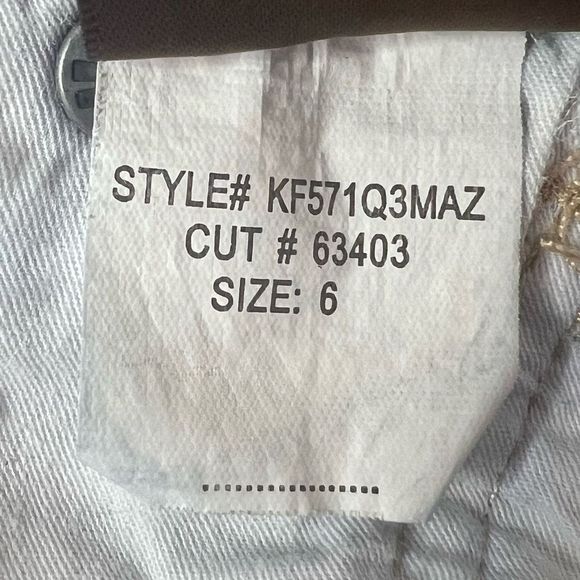 STYLE# KF571Q3MAZ
CUT # 63403
SIZE: 6